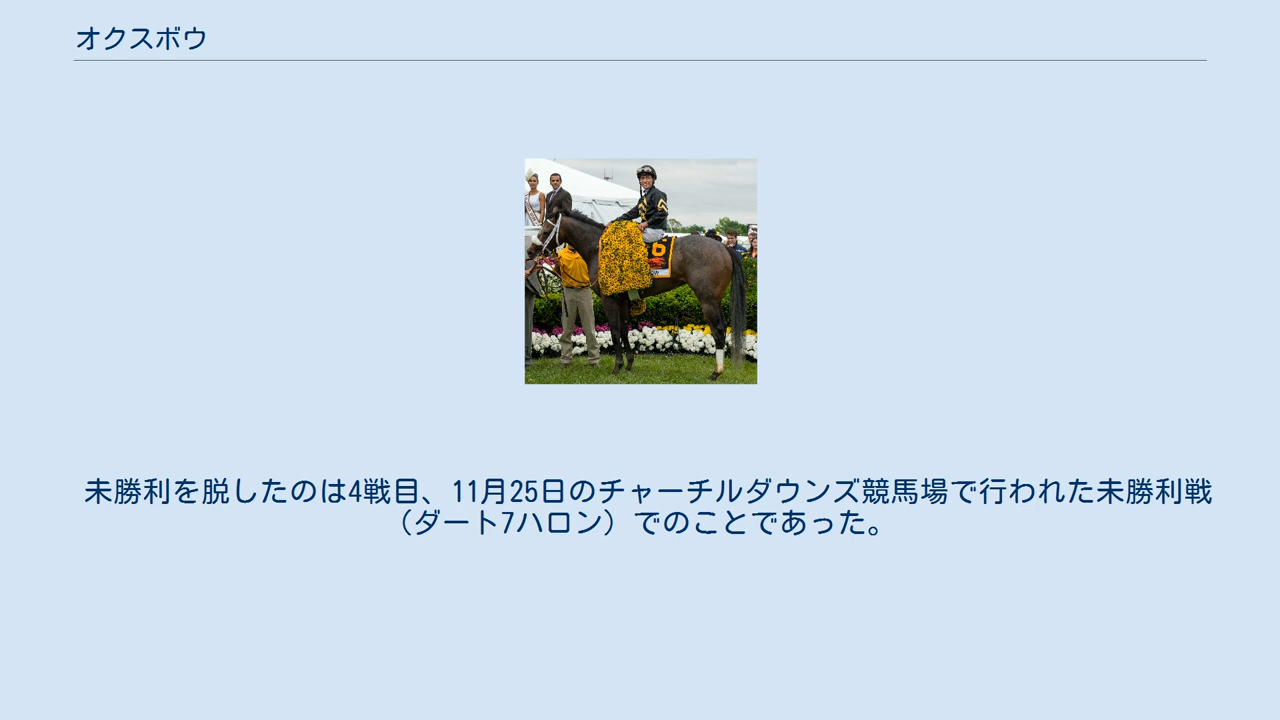 オクスボウ
6
未勝利を脱したのは4戦目、11月25日のチャーチルダウンズ競馬場で行われた未勝利戦
（ダート7ハロン）でのことであった。